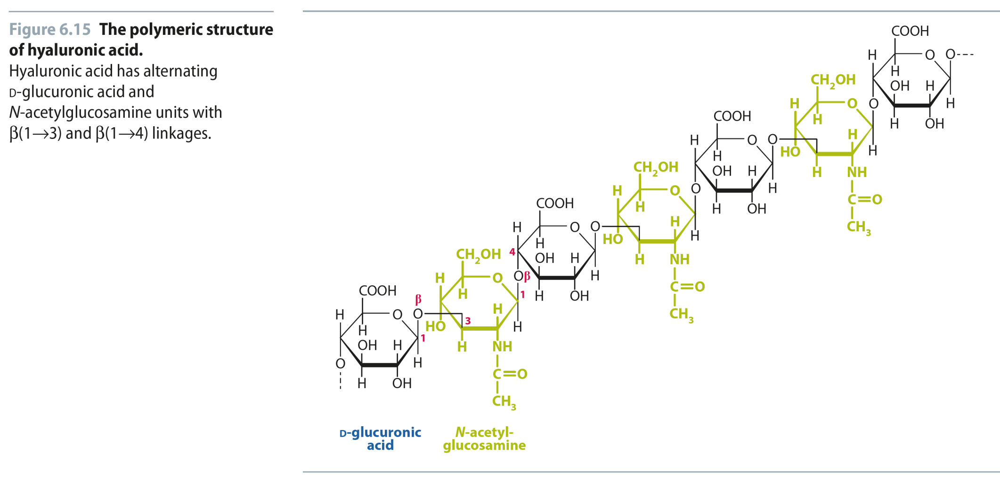 Figure 6.15 The polymeric structure
of hyaluronic acid.
Hyaluronic acid has alternating
D-glucuronic acid and
N-acetylglucosamine units with
β(1→3) and β(1→4) linkages.
COOH
H O O
H
OH H
O H
H OH
CH₂OH
H O
H
H
HO H
H NH
C=O
CH₃
COOH
H O O
H
OH H
O H
H OH
CH₂OH
H O
H
H
HO H
H NH
C=O
CH₃
COOH
H O O
H
4 OH H
Oβ H
H OH
CH₂OH
H O
H 1
β H
HO 3 H
H NH
C=O
CH₃
COOH
H O O
H 1
OH H
O H
H OH
D-glucuronic
acid
N-acetyl-
glucosamine